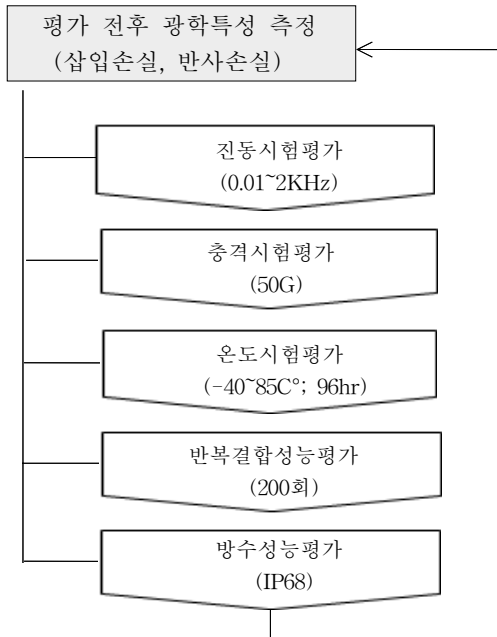 평가 전후 광학특성 측정
(삽입손실, 반사손실)
진동시험평가
(0.01~2KHz)
충격시험평가
(50G)
온도시험평가
(-40~85C°; 96hr)
반복결합성능평가
(200회)
방수성능평가
(IP68)